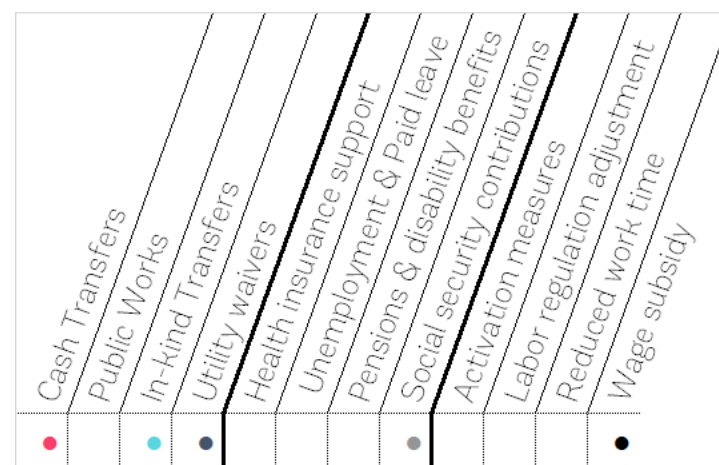 Cash Transfers
Public Works
In-kind Transfers
Utility waivers
Health insurance support
Unemployment & Paid leave
Pensions & disability benefits
Social security contributions
Activation measures
Labor regulation adjustment
Reduced work time
Wage subsidy